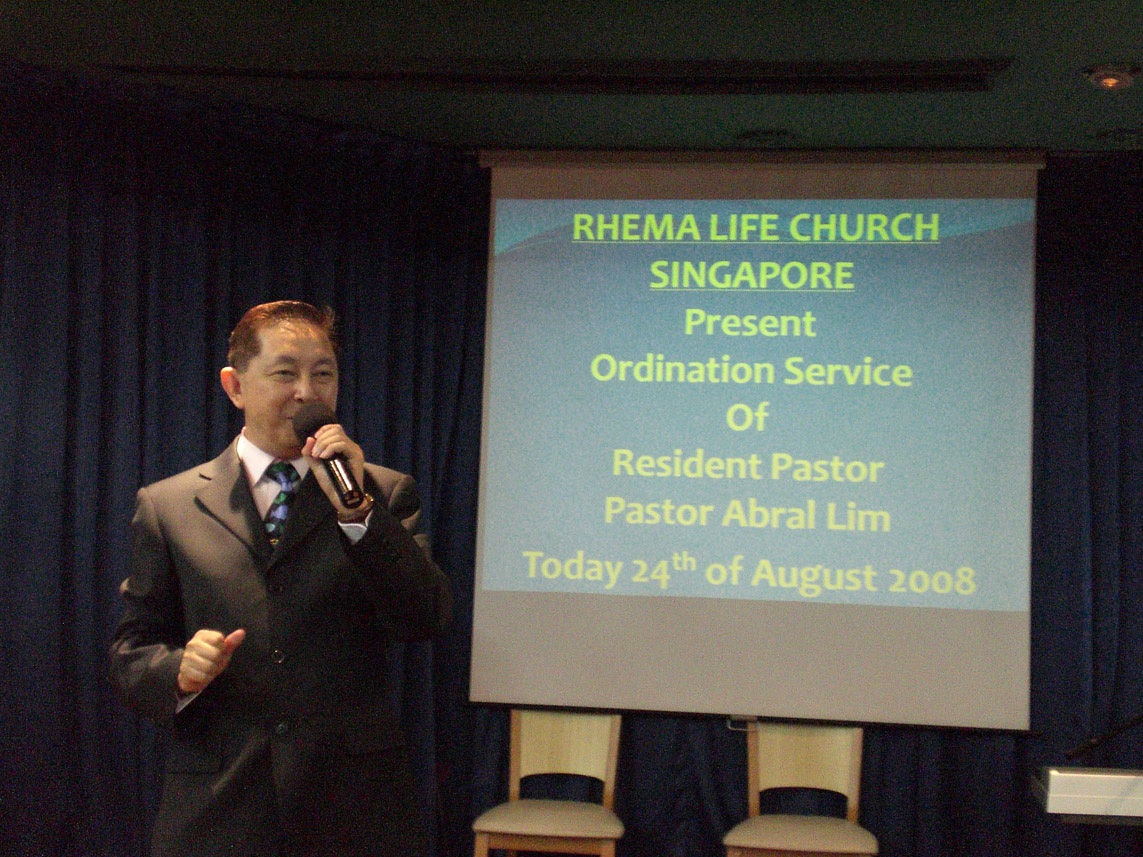 RHEMA LIFE CHURCH
SINGAPORE
Present
Ordination Service
Of
Resident Pastor
Pastor Abral Lim
Today 24th of August 2008